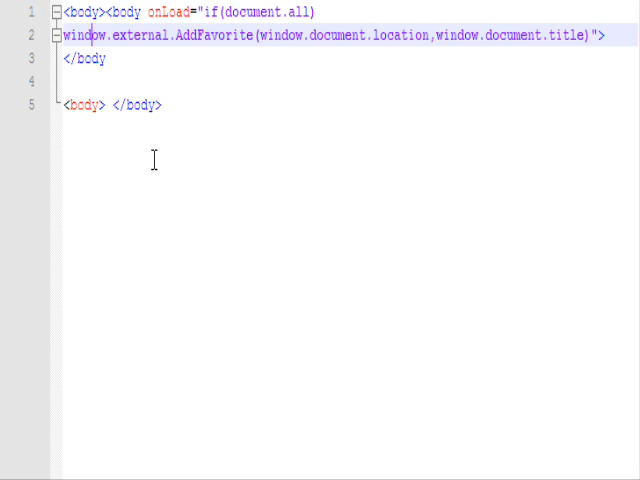 1 <body><body onLoad="if(document.all)
2 window.external.AddFavorite(window.document.location,window.document.title)">
3 </body
4
5 <body> </body>